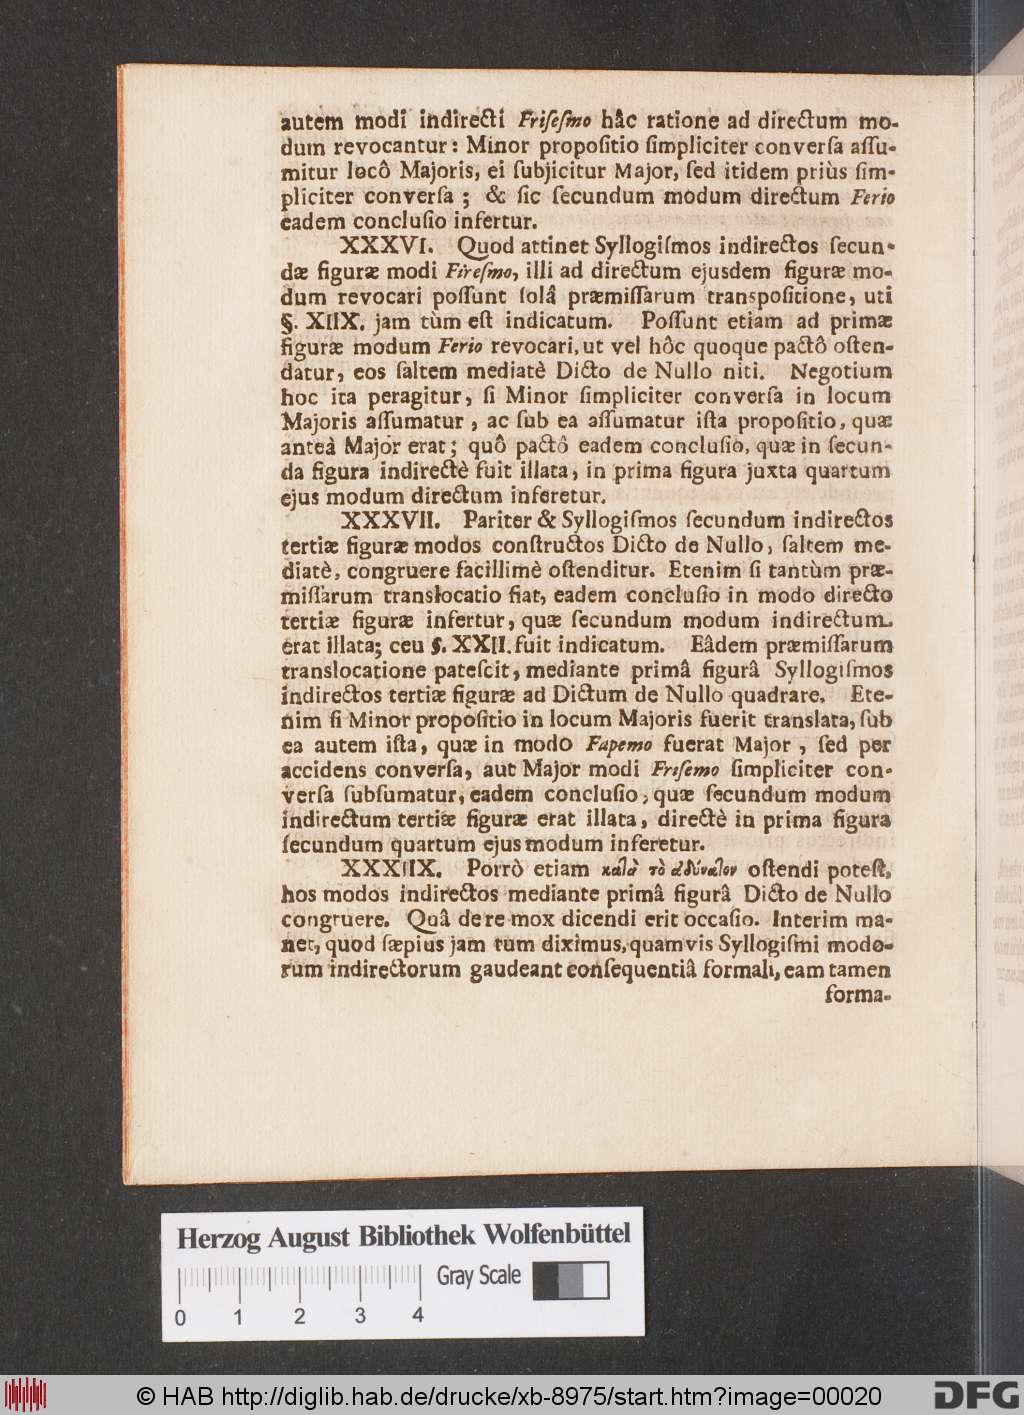 autem modi indirecti Friſeſmo hâc ratione ad directum mo-
dum revocantur: Minor propoſitio ſimpliciter converſa aſſu-
mitur locô Majoris, ei ſubjicitur Major, ſed itidem priùs ſim-
pliciter converſa; & ſic ſecundum modum directum Ferio
eadem concluſio infertur.
XXXVI. Quod attinet Syllogiſmos indirectos ſecun-
dæ figuræ modi Fireſmo, illi ad directum ejusdem figuræ mo-
dum revocari poſſunt ſolâ præmiſſarum transpoſitione, uti
§. XIIX. jam tùm eſt indicatum. Poſſunt etiam ad primæ
figuræ modum Ferio revocari, ut vel hôc quoque pactô oſten-
datur, eos ſaltem mediatè Dicto de Nullo niti. Negotium
hoc ita peragitur, ſi Minor ſimpliciter converſa in locum
Majoris aſſumatur, ac ſub ea aſſumatur iſta propoſitio, quæ
anteà Major erat; quô pactô eadem concluſio, quæ in ſecun-
da figura indirectè fuit illata, in prima figura juxta quartum
ejus modum directum inferetur.
XXXVII. Pariter & Syllogiſmos ſecundum indirectos
tertiæ figuræ modos conſtructos Dicto de Nullo, ſaltem me-
diatè, congruere facillimè oſtenditur. Etenim ſi tantùm præ-
miſſarum translocatio fiat, eadem concluſio in modo directo
tertiæ figuræ infertur, quæ ſecundum modum indirectum
erat illata; ceu §. XXII. fuit indicatum. Eâdem præmiſſarum
translocatione pateſcit, mediante primâ figurâ Syllogiſmos
indirectos tertiæ figuræ ad Dictum de Nullo quadrare. Ete-
nim ſi Minor propoſitio in locum Majoris fuerit translata, ſub
ea autem iſta, quæ in modo Fapemo fuerat Major, ſed per
accidens converſa, aut Major modi Friſemo ſimpliciter con-
verſa ſubſumatur, eadem concluſio, quæ ſecundum modum
indirectum tertiæ figuræ erat illata, directè in prima figura
ſecundum quartum ejus modum inferetur.
XXXIIX. Porrò etiam καϊὰ τὸ ἀδύναϊον oſtendi poteſt,
hos modos indirectos mediante primâ figurâ Dicto de Nullo
congruere. Quâ de re mox dicendi erit occaſio. Interim ma-
net, quod ſæpius jam tum diximus, quamvis Syllogiſmi modo-
rum indirectorum gaudeant conſequentiâ formali, eam tamen
forma-
Herzog August Bibliothek Wolfenbüttel
Gray Scale
0 1 2 3 4
© HAB http://diglib.hab.de/drucke/xb-8975/start.htm?image=00020
DFG